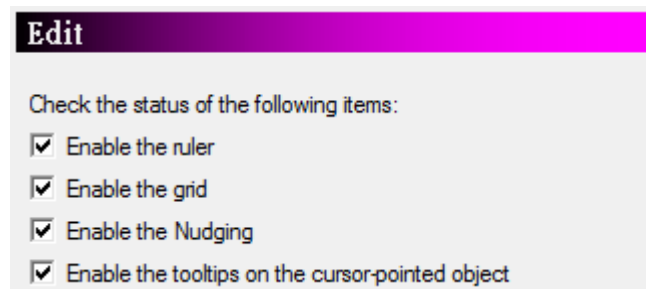 Edit
Check the status of the following items:
Enable the ruler
Enable the grid
Enable the Nudging
Enable the tooltips on the cursor-pointed object